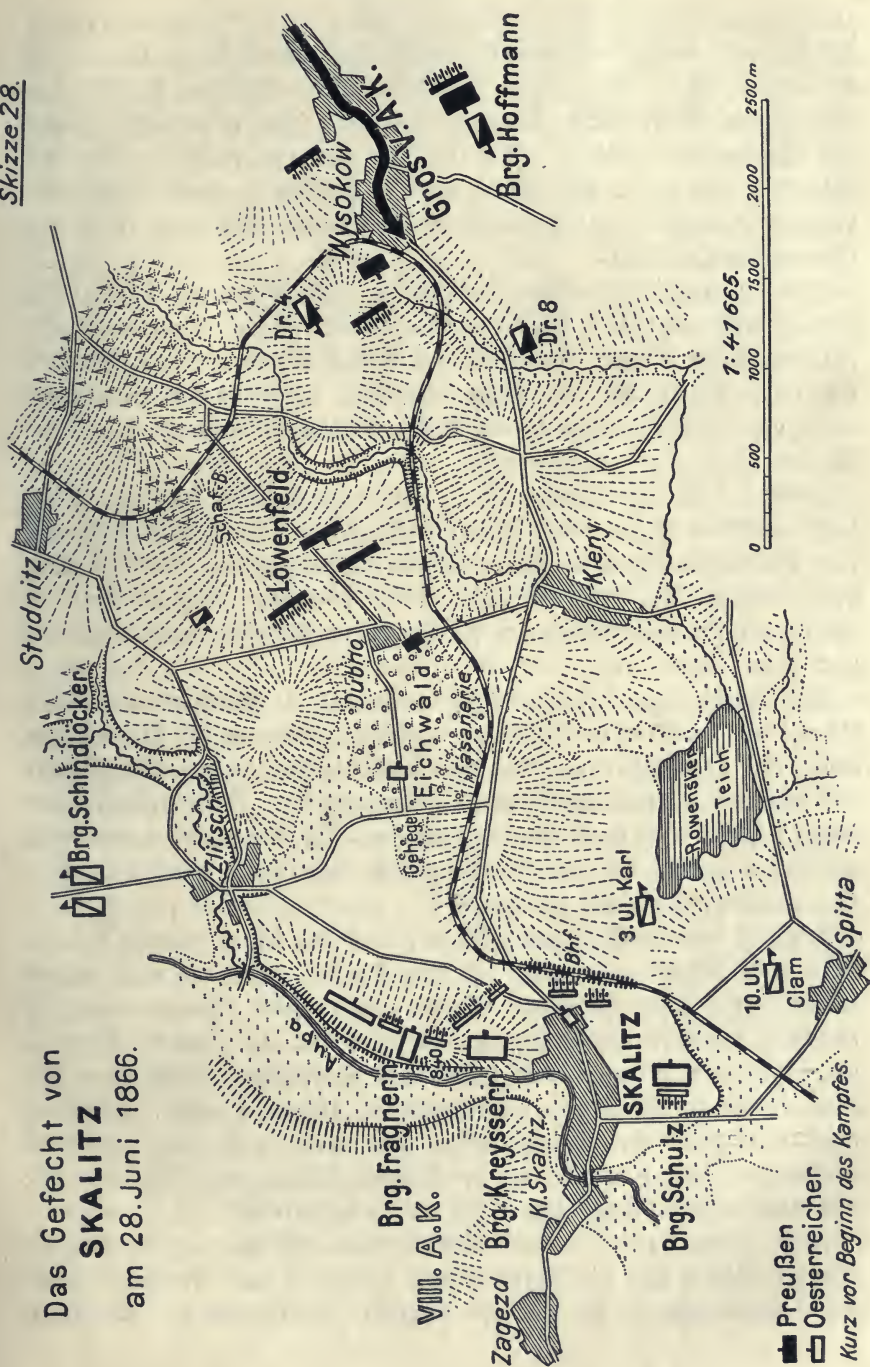 Skizze 28.
Das Gefecht von
SKALITZ
am 28. Juni 1866.
Studnitz
Brg. Schindlöcker
Zlitsch
Schaf-B.
Löwenfeld
Dr. 4
Wysokow
Gros V. A. K.
Brg. Hoffmann
Dr. 8
Dubno
Eichwald
Fasanerie
Gehege
Kleny
Aupa
Brg. Fragnern
VIII. A.K.
Brg. Kreyssern
Kl. Skalitz
Zagezd
SKALITZ
Bhf
Brg. Schulz
3. Ul. Karl
Rowensker
Teich
10. Ul.
Clam
Spitta
1:41 665.
0 500 1000 1500 2000 2500 m
Preußen
Oesterreicher
Kurz vor Beginn des Kampfes.